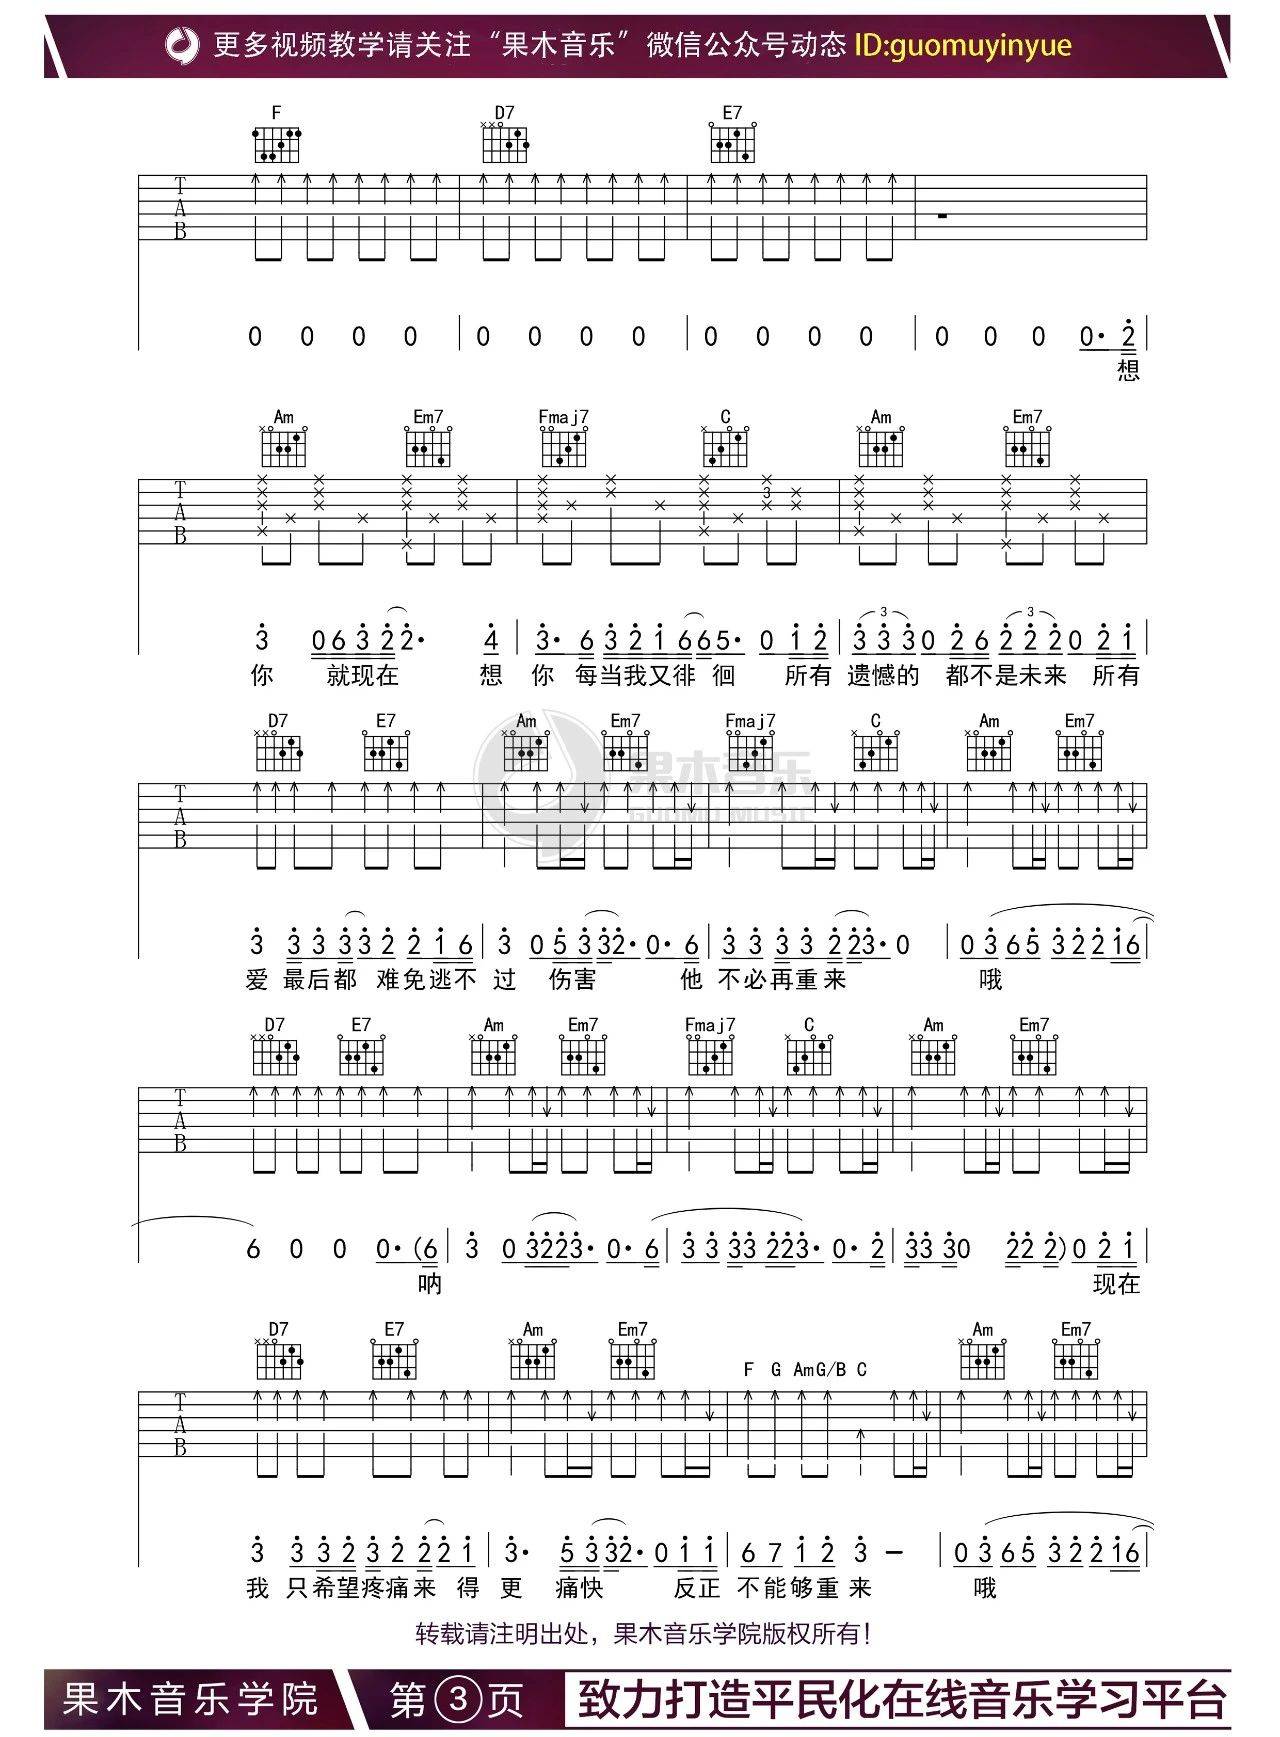 更多视频教学请关注“果木音乐”微信公众号动态 ID:guomuyinyue
F D7 E7
T
A
B
0 0 0 0 0 0 0 0 0 0 0 0 0 0 0 0· 2
想
Am Em7 Fmaj7 C Am Em7
T
A
B
3
3 0 6 3 2 2· 4 3· 6 3 2 1 6 6 5· 0 1 2 3 3 3 0 2 6 2 2 2 0 2 1
你 就现在 想 你 每当我又徘 徊 所有 遗憾的 都不是未来 所有
D7 E7 Am Em7 Fmaj7 C Am Em7
果木音乐
GUOMU MUSIC
T
A
B
3 3 3 3 3 2 2 1 6 3 0 5 3 3 2· 0· 6 3 3 3 3 2 2 3· 0 0 3 6 5 3 2 2 1 6
爱 最后都 难免逃不 过 伤害 他 不必再重来 哦
D7 E7 Am Em7 Fmaj7 C Am Em7
T
A
B
6 0 0 0· (6 3 0 3 2 2 3· 0· 6 3 3 3 3 2 2 3· 0· 2 3 3 3 0 2 2 2) 0 2 1
呐 现在
D7 E7 Am Em7 F G Am G/B C Am Em7
T
A
B
3 3 3 2 3 2 2 2 1 3· 5 3 3 2· 0 1 1 6 7 1 2 3 – 0 3 6 5 3 2 2 1 6
我 只希望疼痛来 得 更 痛快 反正 不能够重来 哦
转载请注明出处，果木音乐学院版权所有！
果木音乐学院 第3页 致力打造平民化在线音乐学习平台